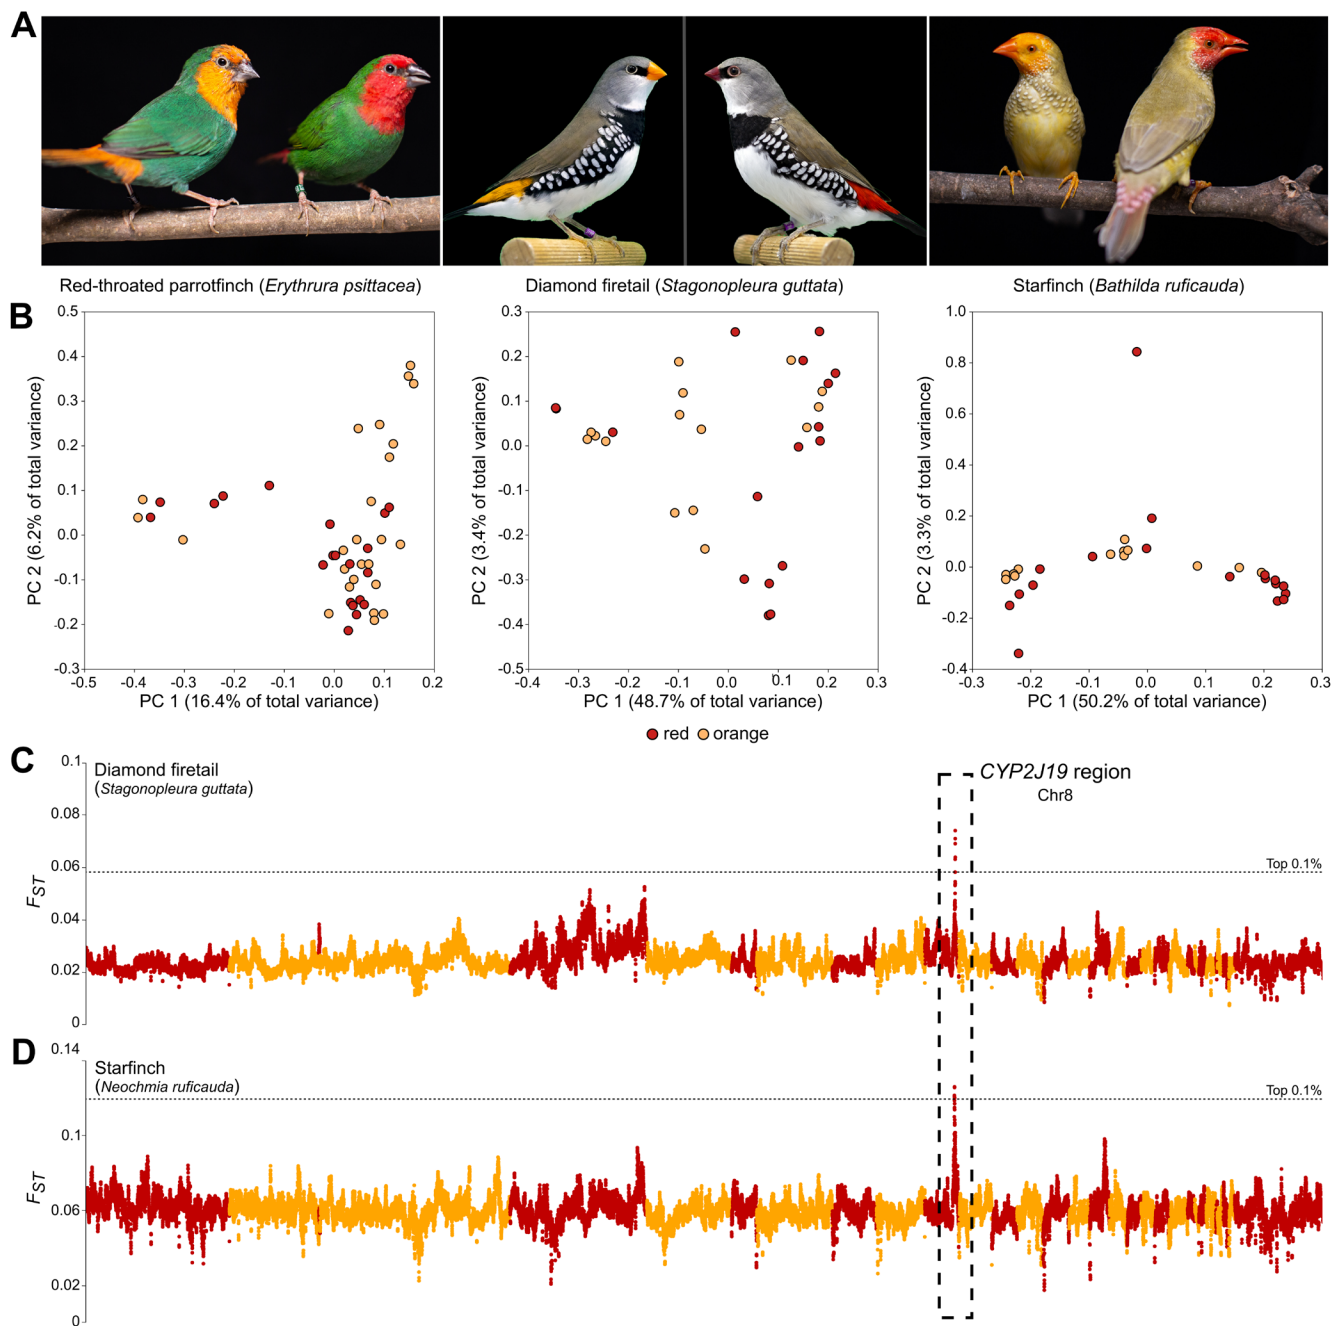 A
Red-throated parrotfinch (Erythrura psittacea)
Diamond firetail (Stagonopleura guttata)
Starfinch (Bathilda ruficauda)
B
0.5
0.4
0.3
0.2
0.1
0.0
-0.1
-0.2
-0.3
PC 2 (6.2% of total variance)
-0.5 -0.4 -0.3 -0.2 -0.1 0.0 0.1 0.2
PC 1 (16.4% of total variance)
0.3
0.2
0.1
0.0
-0.1
-0.2
-0.3
-0.4
-0.5
PC 2 (3.4% of total variance)
-0.4 -0.3 -0.2 -0.1 0.0 0.1 0.2 0.3
PC 1 (48.7% of total variance)
1.0
0.8
0.6
0.4
0.2
0.0
-0.2
-0.4
PC 2 (3.3% of total variance)
-0.3 -0.2 -0.1 0.0 0.1 0.2 0.3
PC 1 (50.2% of total variance)
red orange
C
Diamond firetail
(Stagonopleura guttata)
CYP2J19 region
Chr8
0.1
0.08
0.06
0.04
0.02
0
FST
Top 0.1%
D
Starfinch
(Neochmia ruficauda)
0.14
0.1
0.06
0.02
0
FST
Top 0.1%